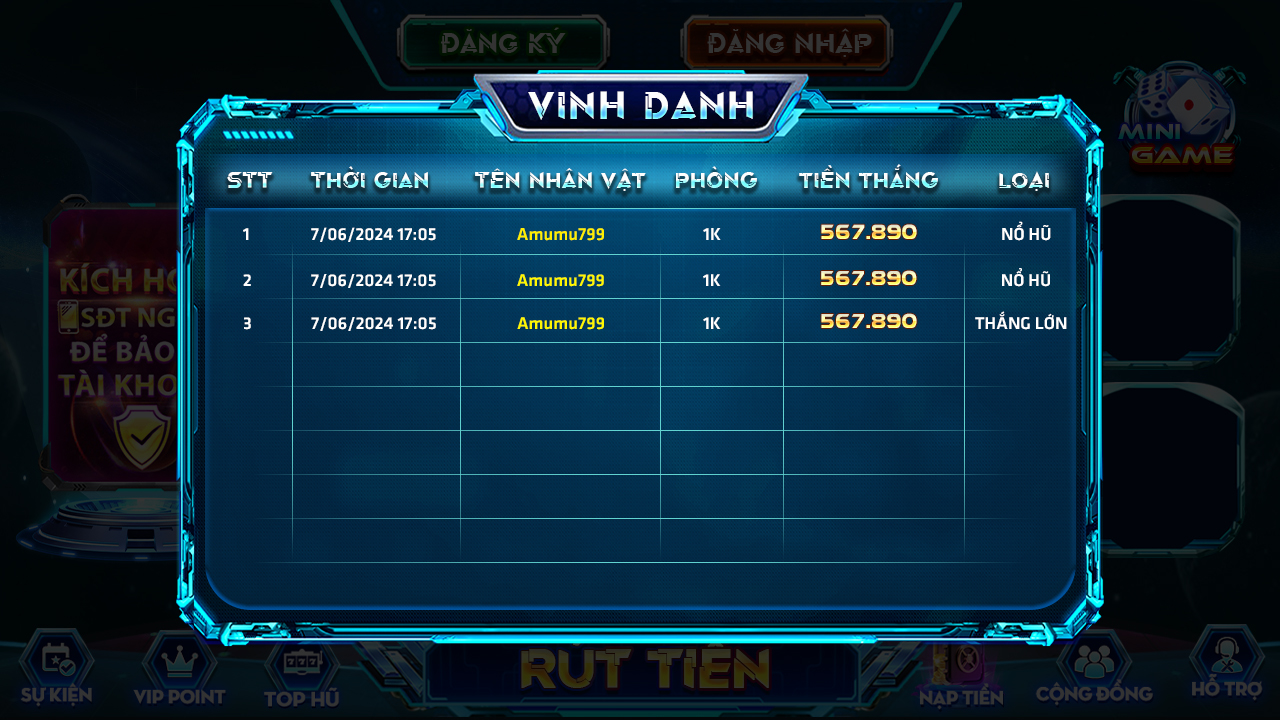 ĐĂNG KÝ ĐĂNG NHẬP
VINH DANH
MINI
GAME
STT THỜI GIAN TÊN NHÂN VẬT PHÒNG TIỀN THẮNG LOẠI
1 7/06/2024 17:05 Amumu799 1K 567.890 NỔ HŨ
2 7/06/2024 17:05 Amumu799 1K 567.890 NỔ HŨ
3 7/06/2024 17:05 Amumu799 1K 567.890 THẮNG LỚN
KÍCH
SĐT
ĐỂ BẢO
TÀI
RÚT TIỀN
SỰ KIỆN VIP POINT TOP HŨ NẠP TIỀN CỘNG ĐỒNG HỖ TRỢ